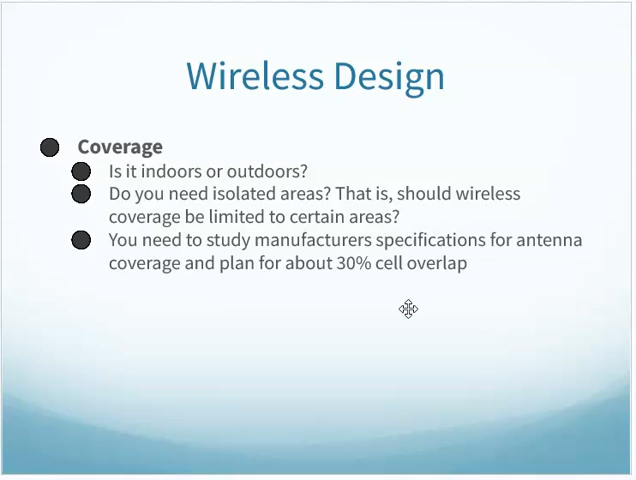 Wireless Design
Coverage
Is it indoors or outdoors?
Do you need isolated areas? That is, should wireless
coverage be limited to certain areas?
You need to study manufacturers specifications for antenna
coverage and plan for about 30% cell overlap